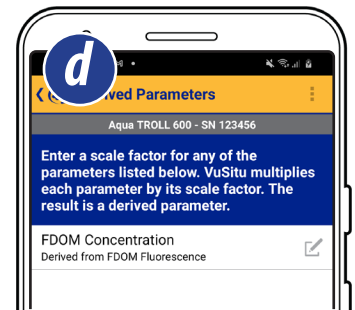 d
ved Parameters
Aqua TROLL 600 - SN 123456
Enter a scale factor for any of the
parameters listed below. VuSitu multiplies
each parameter by its scale factor. The
result is a derived parameter.
FDOM Concentration
Derived from FDOM Fluorescence